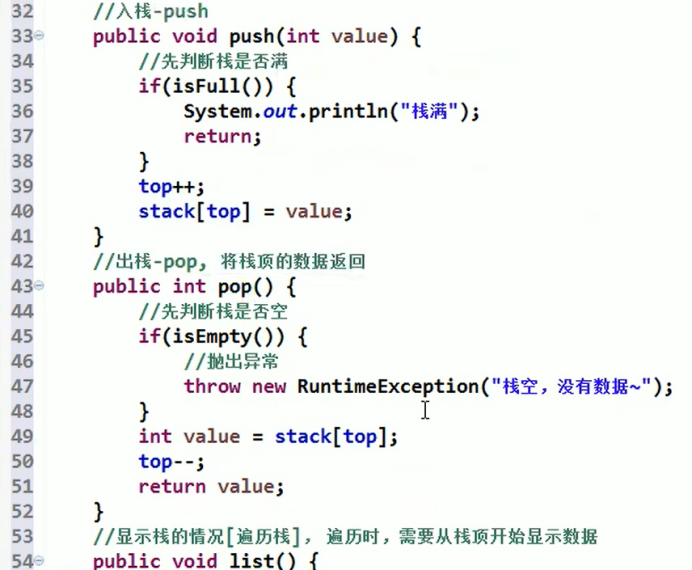 32 //入栈-push
33 public void push(int value) {
34 //先判断栈是否满
35 if(isFull()) {
36 System.out.println("栈满");
37 return;
38 }
39 top++;
40 stack[top] = value;
41 }
42 //出栈-pop, 将栈顶的数据返回
43 public int pop() {
44 //先判断栈是否空
45 if(isEmpty()) {
46 //抛出异常
47 throw new RuntimeException("栈空，没有数据~");
48 }
49 int value = stack[top];
50 top--;
51 return value;
52 }
53 //显示栈的情况[遍历栈]， 遍历时，需要从栈顶开始显示数据
54 public void list() {